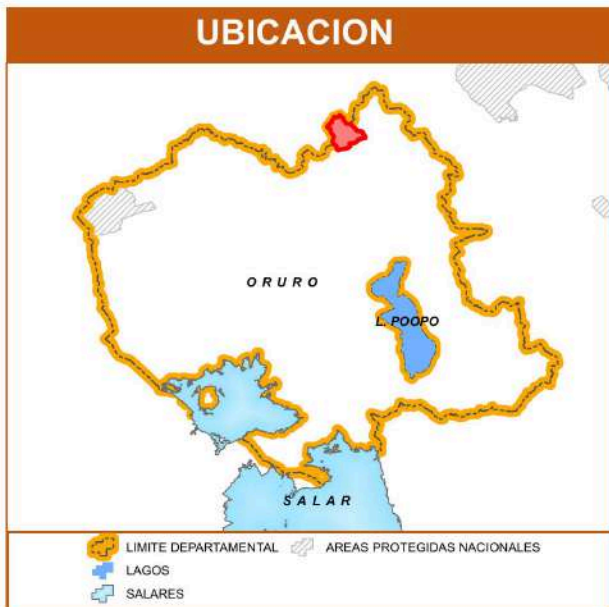 UBICACION
ORURO
L. POOPO
SALAR
LIMITE DEPARTAMENTAL
AREAS PROTEGIDAS NACIONALES
LAGOS
SALARES